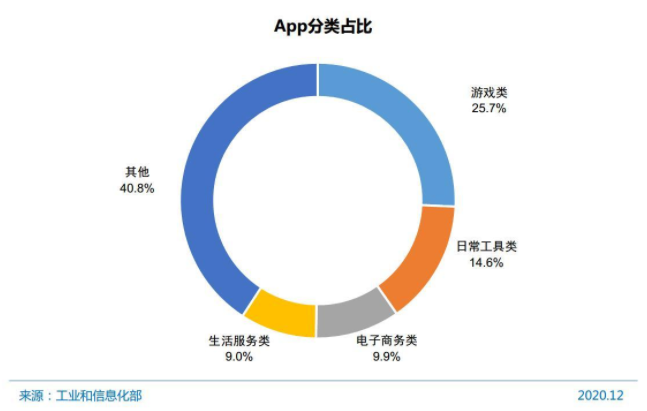 App分类占比
游戏类
25.7%
其他
40.8%
日常工具类
14.6%
生活服务类
9.0%
电子商务类
9.9%
来源：工业和信息化部
2020.12